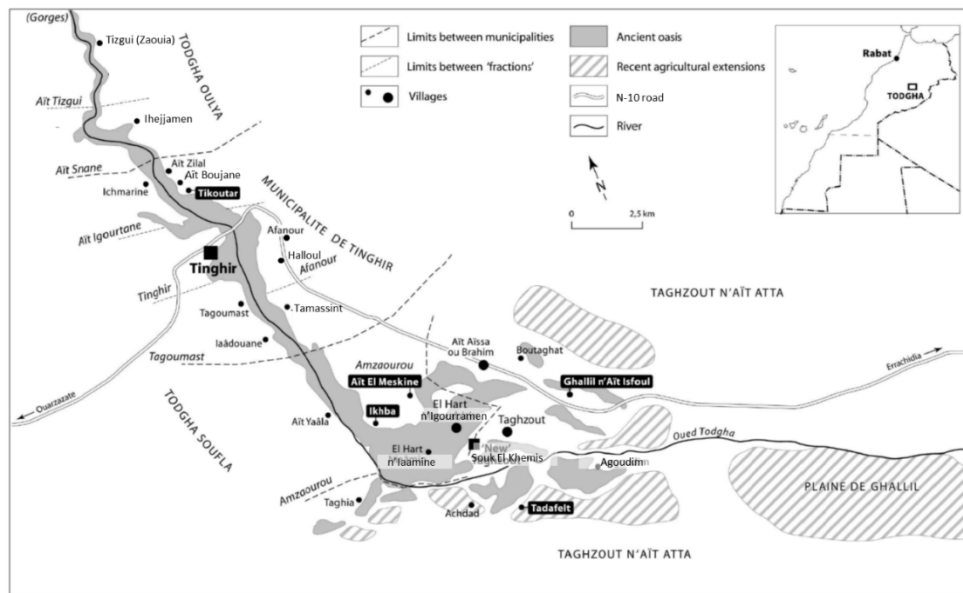 (Gorges)
Tizgui (Zaouia)
TODGHA OULYA
Aït Tizgui
Ihejjamen
Aït Snane
Aït Zilal
Aït Boujane
Ichmarine
Tikoutar
Aït Igourtane
MUNICIPALITE DE TINGHIR
Afanour
Halloul
Afanour
Tinghir
Tinghir
Tagoumast
Tamassint
Iaâdouane
Tagoumast
Ouarzazate
TODGHA SOUFLA
Limits between municipalities
Limits between 'fractions'
Villages
Ancient oasis
Recent agricultural extensions
N-10 road
River
N
0 2,5 km
Rabat
TODGHA
TAGHZOUT N'AÏT ATTA
Amzaourou
Aït Aïssa
ou Brahim
Boutaghat
Errachidia
Aït El Meskine
Ghallil n'Aït Isfoul
Ikhba
El Hart
n'Igourramen
Taghzout
Aït Yaâla
El Hart
n'Iaamine
'New'
Taghzout
Souk El Khemis
Oued Todgha
Agoudim
Amzaourou
Taghia
Achdad
Tadafelt
PLAINE DE GHALLIL
TAGHZOUT N'AÏT ATTA